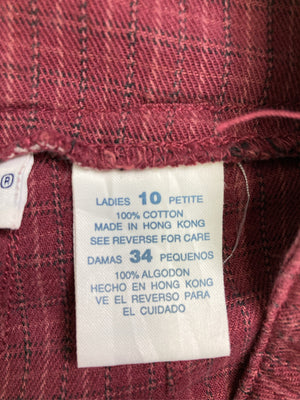 ®
LADIES 10 PETITE
100% COTTON
MADE IN HONG KONG
SEE REVERSE FOR CARE
DAMAS 34 PEQUENOS
100% ALGODON
HECHO EN HONG KONG
VE EL REVERSO PARA
EL CUIDADO